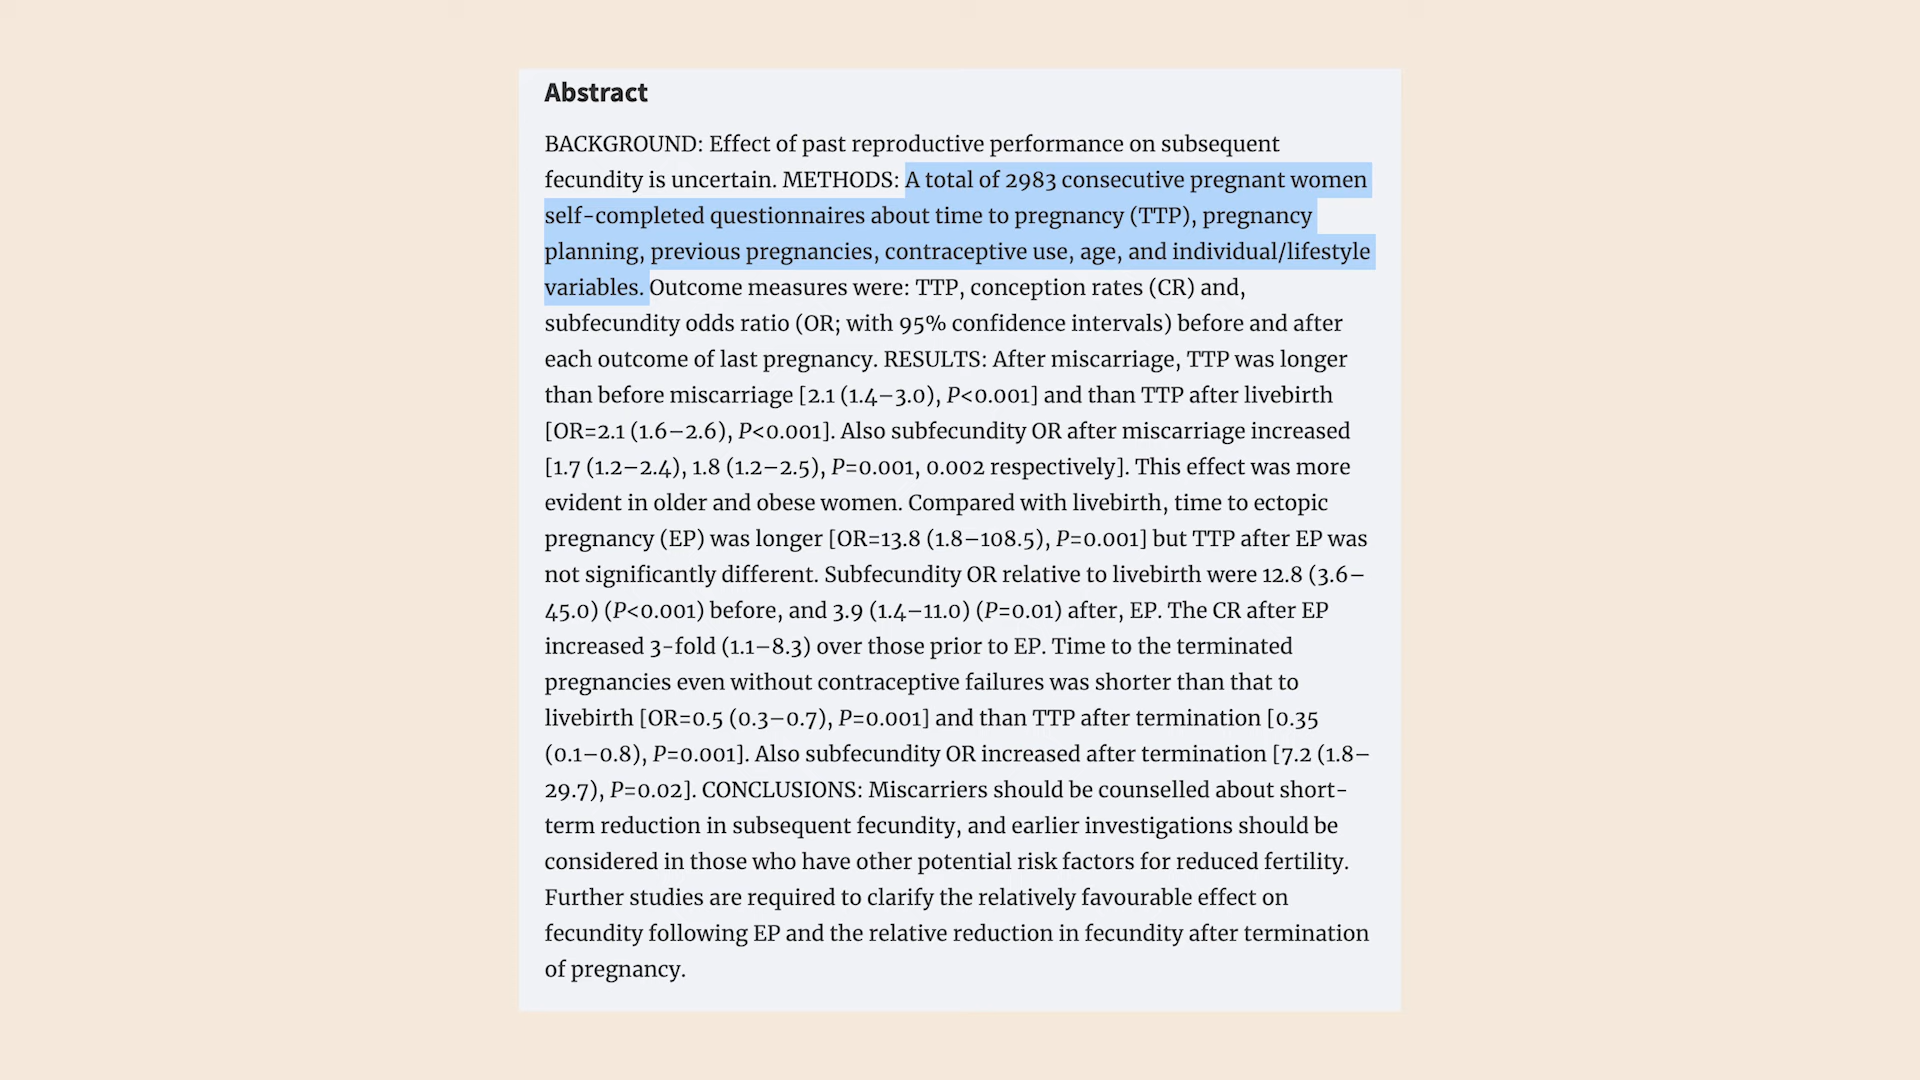 Abstract
BACKGROUND: Effect of past reproductive performance on subsequent
fecundity is uncertain. METHODS: A total of 2983 consecutive pregnant women
self-completed questionnaires about time to pregnancy (TTP), pregnancy
planning, previous pregnancies, contraceptive use, age, and individual/lifestyle
variables. Outcome measures were: TTP, conception rates (CR) and,
subfecundity odds ratio (OR; with 95% confidence intervals) before and after
each outcome of last pregnancy. RESULTS: After miscarriage, TTP was longer
than before miscarriage [2.1 (1.4–3.0), P<0.001] and than TTP after livebirth
[OR=2.1 (1.6–2.6), P<0.001]. Also subfecundity OR after miscarriage increased
[1.7 (1.2–2.4), 1.8 (1.2–2.5), P=0.001, 0.002 respectively]. This effect was more
evident in older and obese women. Compared with livebirth, time to ectopic
pregnancy (EP) was longer [OR=13.8 (1.8–108.5), P=0.001] but TTP after EP was
not significantly different. Subfecundity OR relative to livebirth were 12.8 (3.6–
45.0) (P<0.001) before, and 3.9 (1.4–11.0) (P=0.01) after, EP. The CR after EP
increased 3-fold (1.1–8.3) over those prior to EP. Time to the terminated
pregnancies even without contraceptive failures was shorter than that to
livebirth [OR=0.5 (0.3–0.7), P=0.001] and than TTP after termination [0.35
(0.1–0.8), P=0.001]. Also subfecundity OR increased after termination [7.2 (1.8–
29.7), P=0.02]. CONCLUSIONS: Miscarriers should be counselled about short-
term reduction in subsequent fecundity, and earlier investigations should be
considered in those who have other potential risk factors for reduced fertility.
Further studies are required to clarify the relatively favourable effect on
fecundity following EP and the relative reduction in fecundity after termination
of pregnancy.